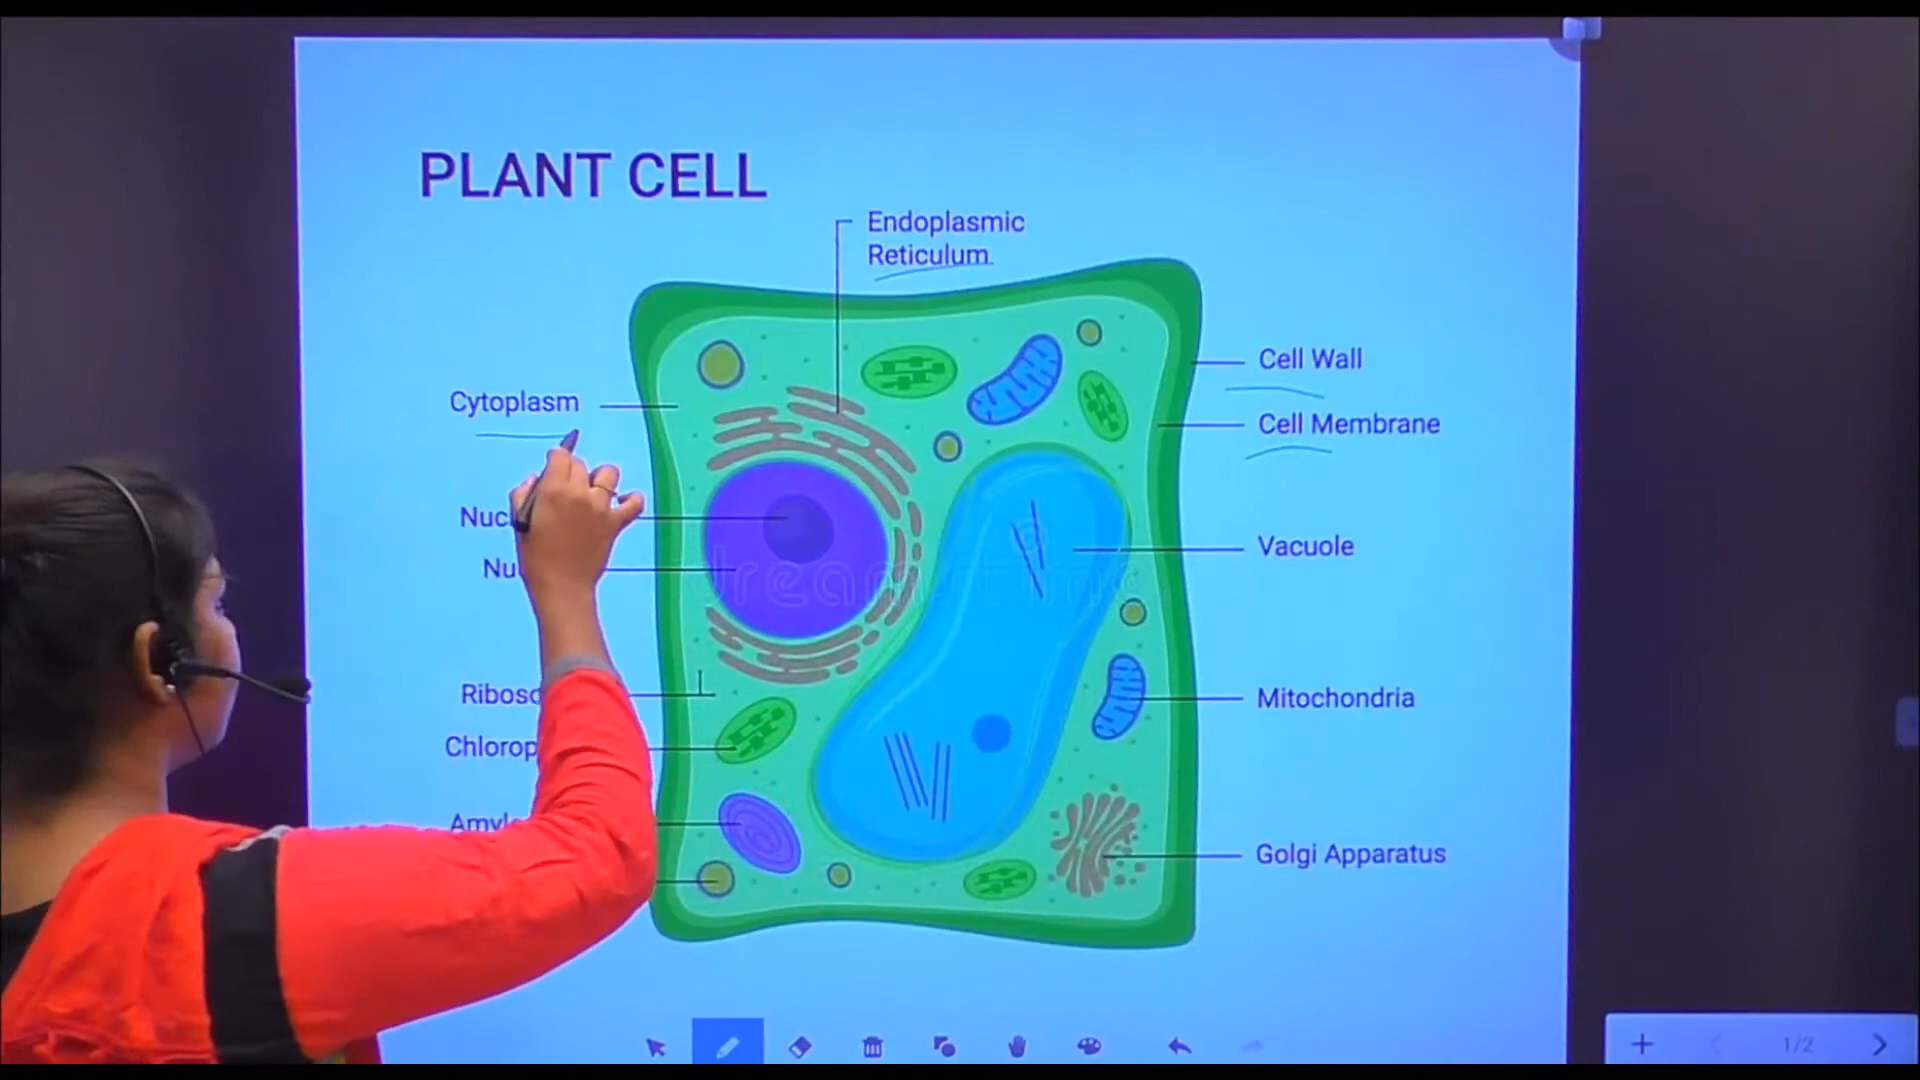 PLANT CELL
Endoplasmic
Reticulum
Cell Wall
Cytoplasm
Cell Membrane
Vacuole
Mitochondria
Golgi Apparatus
1/2